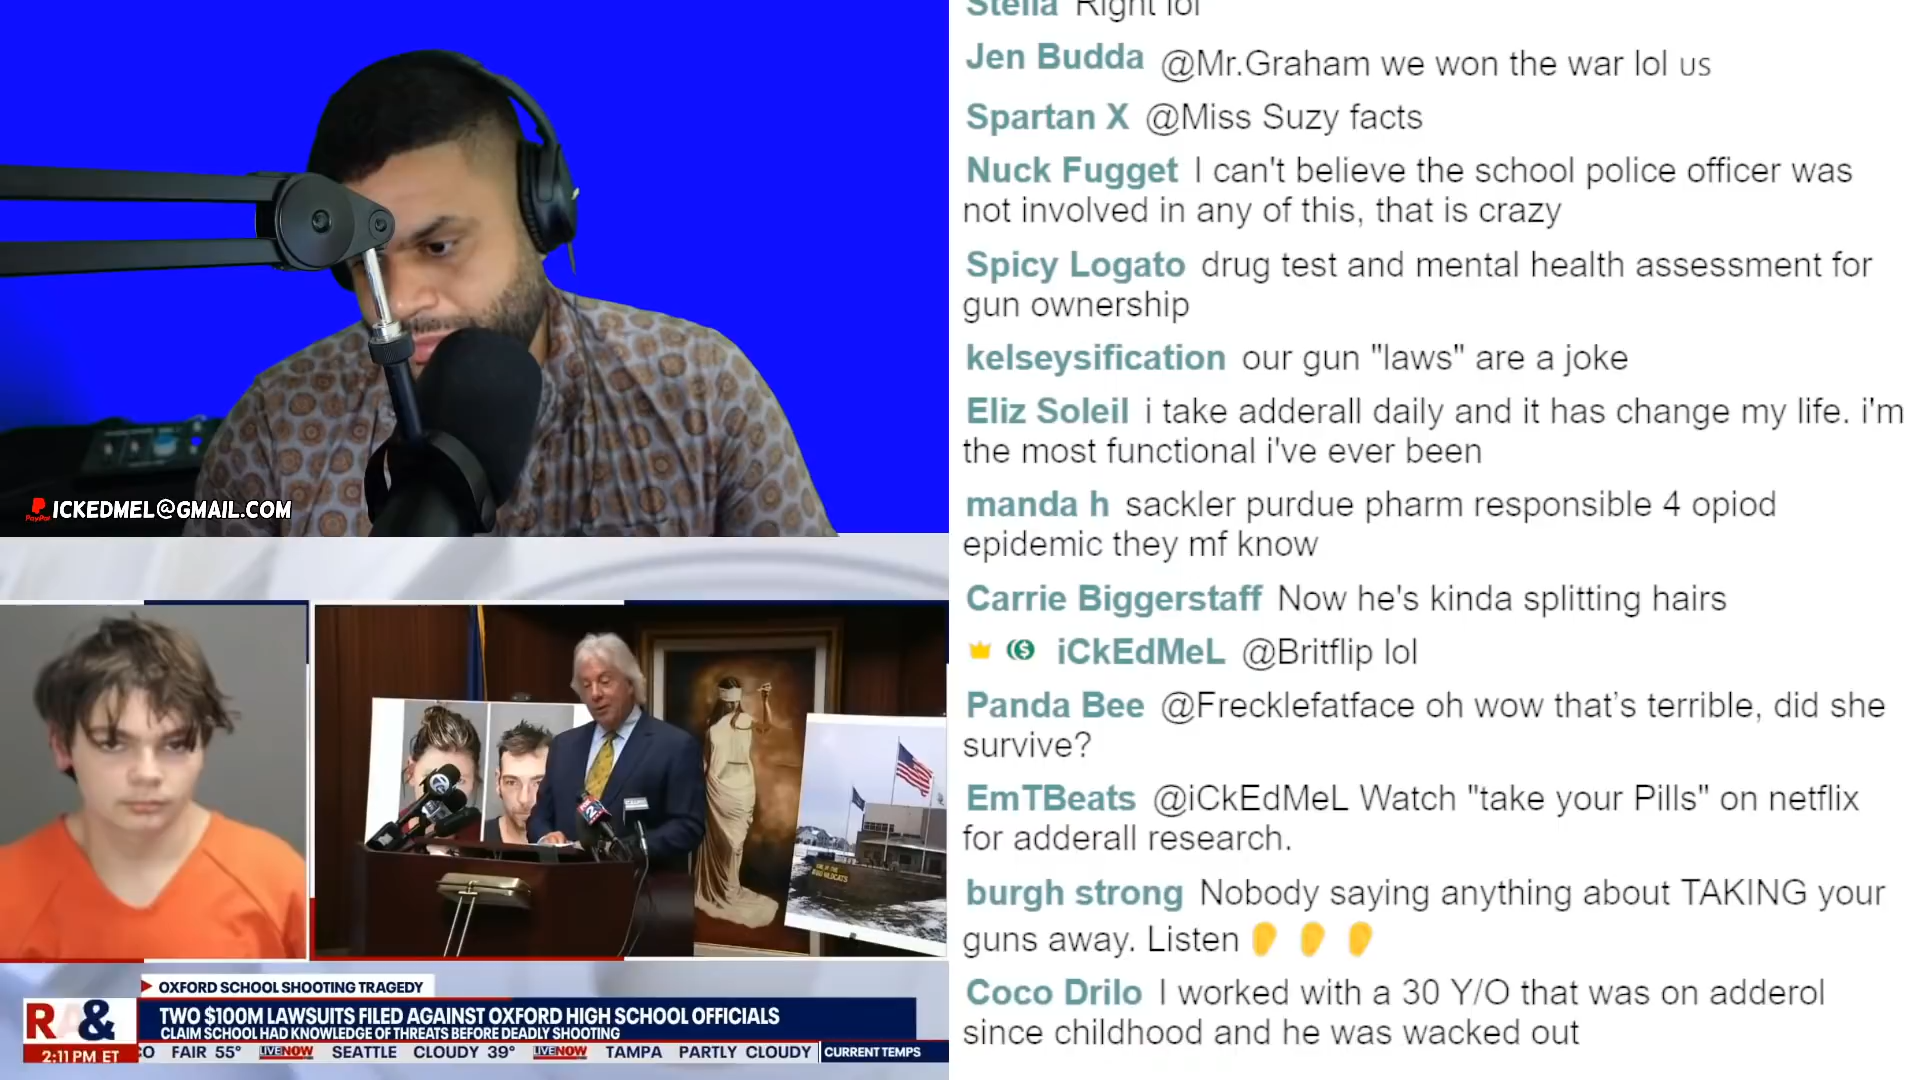 Stella Right lol
Jen Budda @Mr.Graham we won the war lol us
Spartan X @Miss Suzy facts
Nuck Fugget I can't believe the school police officer was
not involved in any of this, that is crazy
Spicy Logato drug test and mental health assessment for
gun ownership
kelseysification our gun "laws" are a joke
Eliz Soleil i take adderall daily and it has change my life. i'm
the most functional i've ever been
manda h sackler purdue pharm responsible 4 opiod
epidemic they mf know
Carrie Biggerstaff Now he's kinda splitting hairs
iCkEdMeL @Britflip lol
Panda Bee @Frecklefatface oh wow that's terrible, did she
survive?
EmTBeats @iCkEdMeL Watch "take your Pills" on netflix
for adderall research.
burgh strong Nobody saying anything about TAKING your
guns away. Listen 👂 👂 👂
Coco Drilo I worked with a 30 Y/O that was on adderol
since childhood and he was wacked out
PayPal
ICKEDMEL@GMAIL.COM
OXFORD SCHOOL SHOOTING TRAGEDY
TWO $100M LAWSUITS FILED AGAINST OXFORD HIGH SCHOOL OFFICIALS
CLAIM SCHOOL HAD KNOWLEDGE OF THREATS BEFORE DEADLY SHOOTING
2:11 PM ET
FAIR 55° LIVENOW SEATTLE CLOUDY 39° LIVENOW TAMPA PARTLY CLOUDY
CURRENT TEMPS